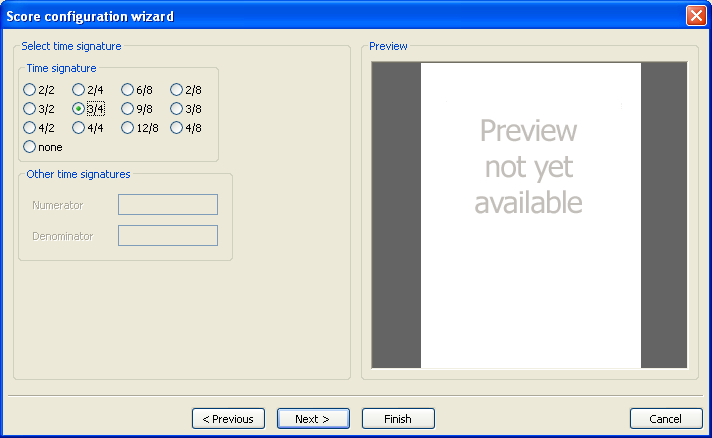 Score configuration wizard
Select time signature
Time signature
2/2 2/4 6/8 2/8
3/2 3/4 9/8 3/8
4/2 4/4 12/8 4/8
none
Other time signatures
Numerator
Denominator
Preview
Preview
not yet
available
< Previous Next > Finish Cancel